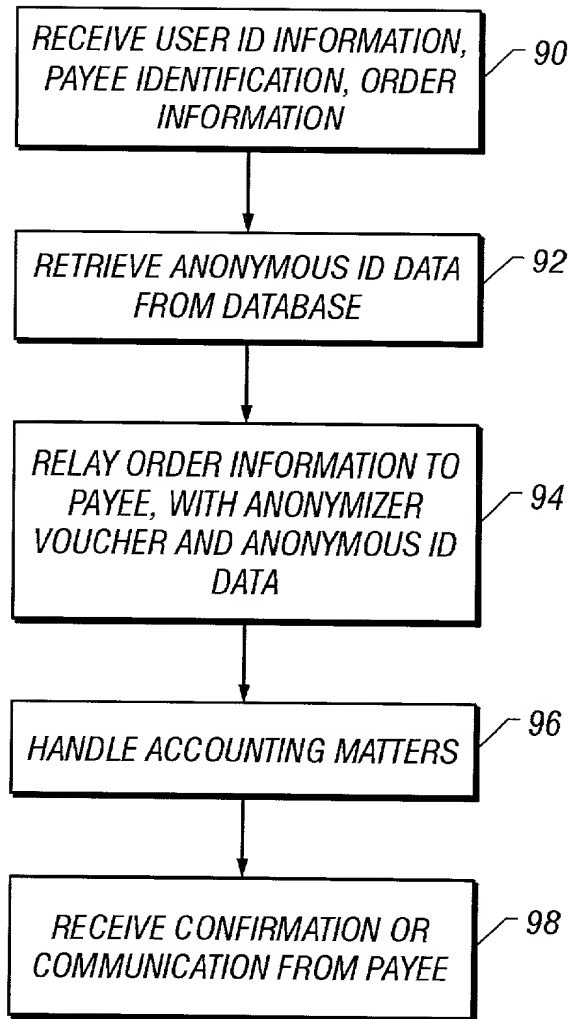 RECEIVE USER ID INFORMATION,
PAYEE IDENTIFICATION, ORDER
INFORMATION
90
RETRIEVE ANONYMOUS ID DATA
FROM DATABASE
92
RELAY ORDER INFORMATION TO
PAYEE, WITH ANONYMIZER
VOUCHER AND ANONYMOUS ID
DATA
94
HANDLE ACCOUNTING MATTERS
96
RECEIVE CONFIRMATION OR
COMMUNICATION FROM PAYEE
98